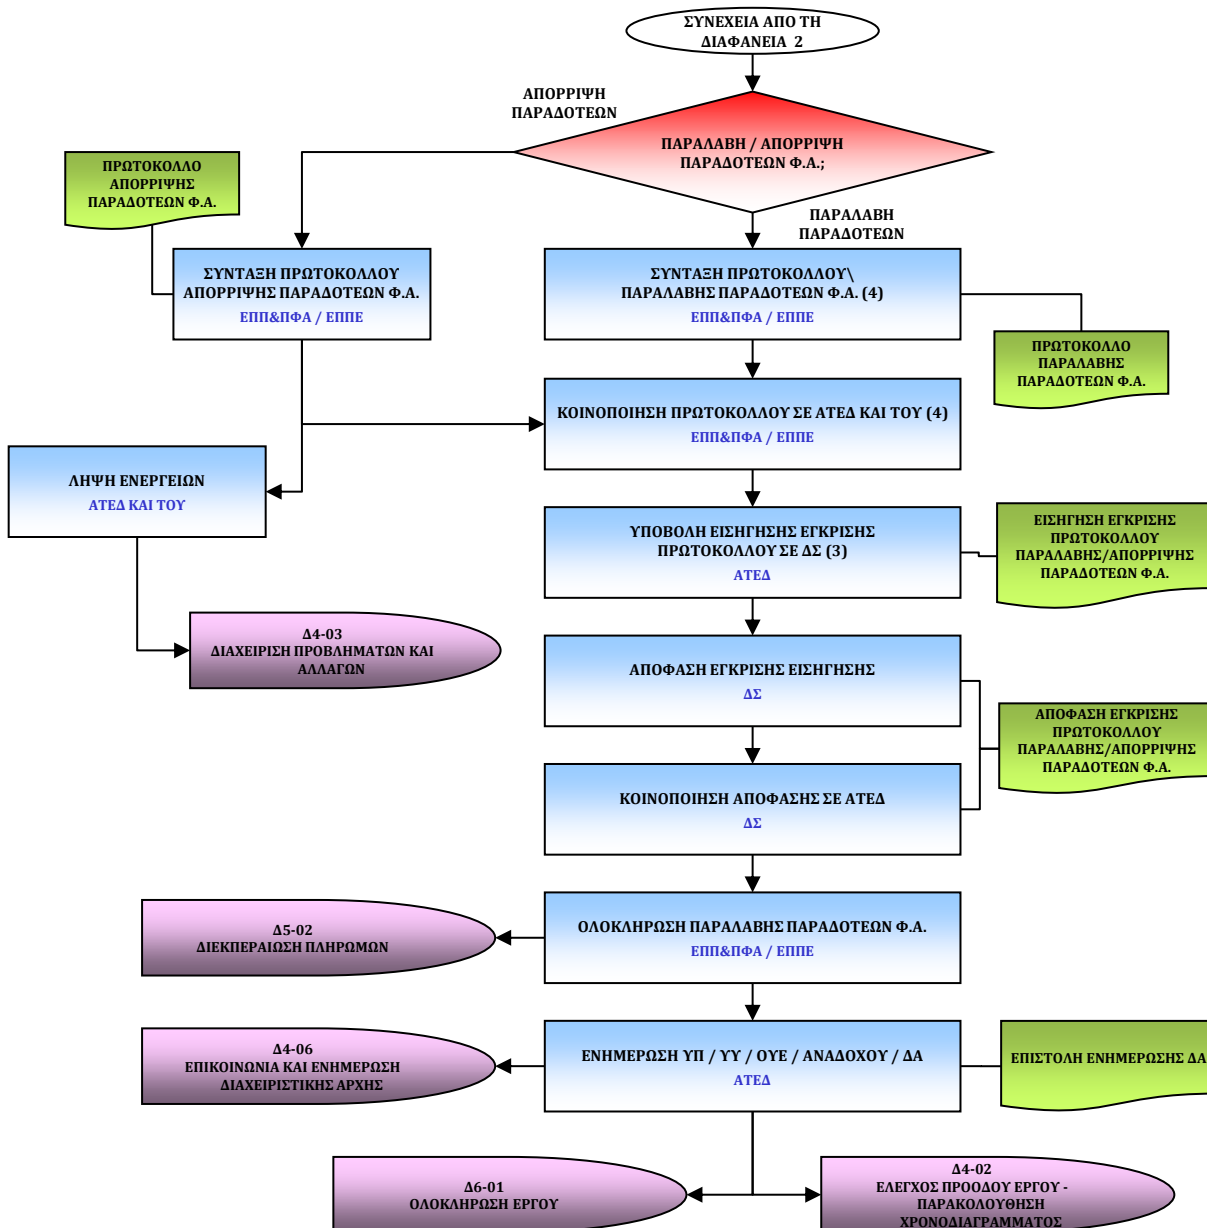 ΣΥΝΕΧΕΙΑ ΑΠΟ ΤΗ
ΔΙΑΦΑΝΕΙΑ 2
ΑΠΟΡΡΙΨΗ
ΠΑΡΑΔΟΤΕΩΝ
ΠΑΡΑΛΑΒΗ / ΑΠΟΡΡΙΨΗ
ΠΑΡΑΔΟΤΕΩΝ Φ.Α.;
ΠΡΩΤΟΚΟΛΛΟ
ΑΠΟΡΡΙΨΗΣ
ΠΑΡΑΔΟΤΕΩΝ Φ.Α.
ΠΑΡΑΛΑΒΗ
ΠΑΡΑΔΟΤΕΩΝ
ΣΥΝΤΑΞΗ ΠΡΩΤΟΚΟΛΛΟΥ
ΑΠΟΡΡΙΨΗΣ ΠΑΡΑΔΟΤΕΩΝ Φ.Α.
ΕΠΠ&ΠΦΑ / ΕΠΠΕ
ΣΥΝΤΑΞΗ ΠΡΩΤΟΚΟΛΛΟΥ\
ΠΑΡΑΛΑΒΗΣ ΠΑΡΑΔΟΤΕΩΝ Φ.Α. (4)
ΕΠΠ&ΠΦΑ / ΕΠΠΕ
ΠΡΩΤΟΚΟΛΛΟ
ΠΑΡΑΛΑΒΗΣ
ΠΑΡΑΔΟΤΕΩΝ Φ.Α.
ΚΟΙΝΟΠΟΙΗΣΗ ΠΡΩΤΟΚΟΛΛΟΥ ΣΕ ΑΤΕΔ ΚΑΙ ΤΟΥ (4)
ΕΠΠ&ΠΦΑ / ΕΠΠΕ
ΛΗΨΗ ΕΝΕΡΓΕΙΩΝ
ΑΤΕΔ ΚΑΙ ΤΟΥ
ΥΠΟΒΟΛΗ ΕΙΣΗΓΗΣΗΣ ΕΓΚΡΙΣΗΣ
ΠΡΩΤΟΚΟΛΛΟΥ ΣΕ ΔΣ (3)
ΑΤΕΔ
ΕΙΣΗΓΗΣΗ ΕΓΚΡΙΣΗΣ
ΠΡΩΤΟΚΟΛΛΟΥ
ΠΑΡΑΛΑΒΗΣ/ΑΠΟΡΡΙΨΗΣ
ΠΑΡΑΔΟΤΕΩΝ Φ.Α.
Δ4-03
ΔΙΑΧΕΙΡΙΣΗ ΠΡΟΒΛΗΜΑΤΩΝ ΚΑΙ
ΑΛΛΑΓΩΝ
ΑΠΟΦΑΣΗ ΕΓΚΡΙΣΗΣ ΕΙΣΗΓΗΣΗΣ
ΔΣ
ΑΠΟΦΑΣΗ ΕΓΚΡΙΣΗΣ
ΠΡΩΤΟΚΟΛΛΟΥ
ΠΑΡΑΛΑΒΗΣ/ΑΠΟΡΡΙΨΗΣ
ΠΑΡΑΔΟΤΕΩΝ Φ.Α.
ΚΟΙΝΟΠΟΙΗΣΗ ΑΠΟΦΑΣΗΣ ΣΕ ΑΤΕΔ
ΔΣ
Δ5-02
ΔΙΕΚΠΕΡΑΙΩΣΗ ΠΛΗΡΩΜΩΝ
ΟΛΟΚΛΗΡΩΣΗ ΠΑΡΑΛΑΒΗΣ ΠΑΡΑΔΟΤΕΩΝ Φ.Α.
ΕΠΠ&ΠΦΑ / ΕΠΠΕ
Δ4-06
ΕΠΙΚΟΙΝΩΝΙΑ ΚΑΙ ΕΝΗΜΕΡΩΣΗ
ΔΙΑΧΕΙΡΙΣΤΙΚΗΣ ΑΡΧΗΣ
ΕΝΗΜΕΡΩΣΗ ΥΠ / ΥΥ / ΟΥΕ / ΑΝΑΔΟΧΟΥ / ΔΑ
ΑΤΕΔ
ΕΠΙΣΤΟΛΗ ΕΝΗΜΕΡΩΣΗΣ ΔΑ
Δ6-01
ΟΛΟΚΛΗΡΩΣΗ ΕΡΓΟΥ
Δ4-02
ΕΛΕΓΧΟΣ ΠΡΟΟΔΟΥ ΕΡΓΟΥ -
ΠΑΡΑΚΟΛΟΥΘΗΣΗ
ΧΡΟΝΟΔΙΑΓΡΑΜΜΑΤΟΣ